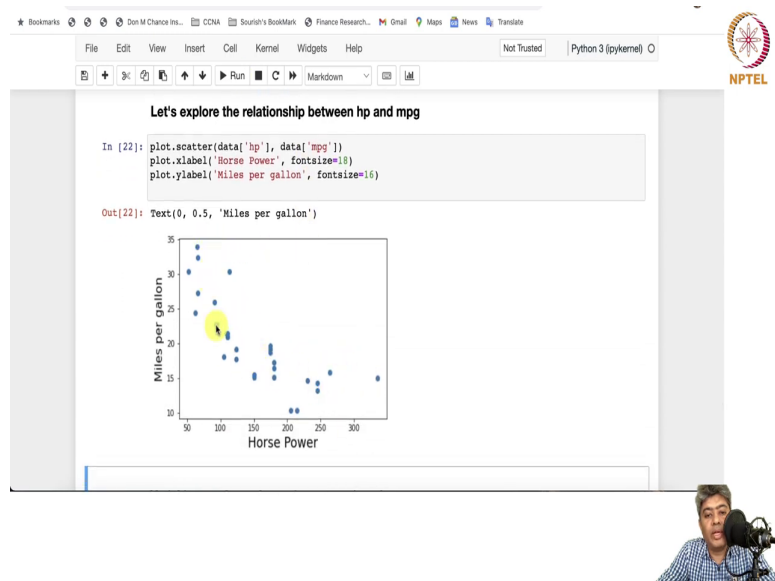 Bookmarks Don M Chance Ins... CCNA Sourish's BookMark Finance Research... Gmail Maps News Translate
File Edit View Insert Cell Kernel Widgets Help Not Trusted Python 3 (ipykernel)
Run Markdown
NPTEL
Let's explore the relationship between hp and mpg
In [22]: plot.scatter(data['hp'], data['mpg'])
plot.xlabel('Horse Power', fontsize=18)
plot.ylabel('Miles per gallon', fontsize=16)
Out[22]: Text(0, 0.5, 'Miles per gallon')
35
30
25
20
15
10
Miles per gallon
50 100 150 200 250 300
Horse Power